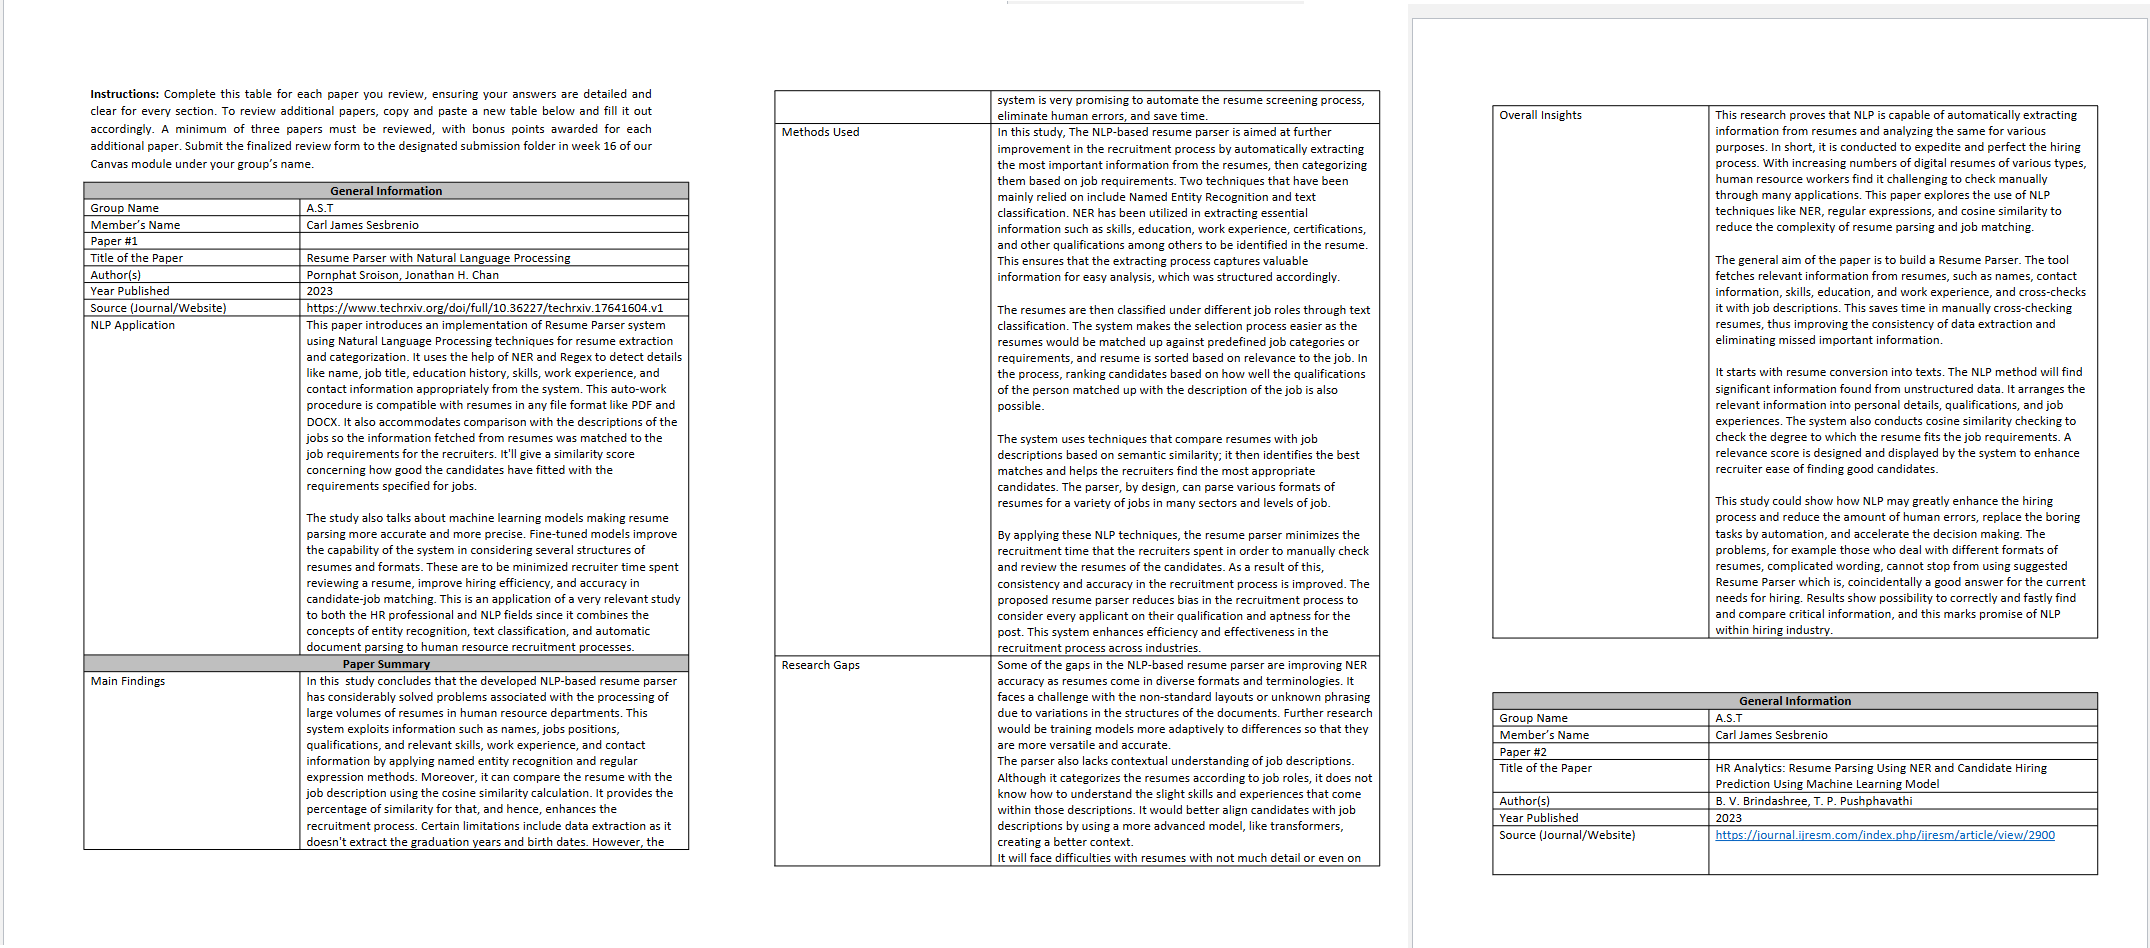 Instructions: Complete this table for each paper you review, ensuring your answers are detailed and
clear for every section. To review additional papers, copy and paste a new table below and fill it out
accordingly. A minimum of three papers must be reviewed, with bonus points awarded for each
additional paper. Submit the finalized review form to the designated submission folder in week 16 of our
Canvas module under your group's name.
General Information
Group Name A.S.T
Member's Name Carl James Sesbrenio
Paper #1
Title of the Paper Resume Parser with Natural Language Processing
Author(s) Pornphat Sroison, Jonathan H. Chan
Year Published 2023
Source (Journal/Website) https://www.techrxiv.org/doi/full/10.36227/techrxiv.17641604.v1
NLP Application This paper introduces an implementation of Resume Parser system
using Natural Language Processing techniques for resume extraction
and categorization. It uses the help of NER and Regex to detect details
like name, job title, education history, skills, work experience, and
contact information appropriately from the system. This auto-work
procedure is compatible with resumes in any file format like PDF and
DOCX. It also accommodates comparison with the descriptions of the
jobs so the information fetched from resumes was matched to the
job requirements for the recruiters. It'll give a similarity score
concerning how good the candidates have fitted with the
requirements specified for jobs.
The study also talks about machine learning models making resume
parsing more accurate and more precise. Fine-tuned models improve
the capability of the system in considering several structures of
resumes and formats. These are to be minimized recruiter time spent
reviewing a resume, improve hiring efficiency, and accuracy in
candidate-job matching. This is an application of a very relevant study
to both the HR professional and NLP fields since it combines the
concepts of entity recognition, text classification, and automatic
document parsing to human resource recruitment processes.
Paper Summary
Main Findings In this study concludes that the developed NLP-based resume parser
has considerably solved problems associated with the processing of
large volumes of resumes in human resource departments. This
system exploits information such as names, jobs positions,
qualifications, and relevant skills, work experience, and contact
information by applying named entity recognition and regular
expression methods. Moreover, it can compare the resume with the
job description using the cosine similarity calculation. It provides the
percentage of similarity for that, and hence, enhances the
recruitment process. Certain limitations include data extraction as it
doesn't extract the graduation years and birth dates. However, the
system is very promising to automate the resume screening process,
eliminate human errors, and save time.
Methods Used In this study, The NLP-based resume parser is aimed at further
improvement in the recruitment process by automatically extracting
the most important information from the resumes, then categorizing
them based on job requirements. Two techniques that have been
mainly relied on include Named Entity Recognition and text
classification. NER has been utilized in extracting essential
information such as skills, education, work experience, certifications,
and other qualifications among others to be identified in the resume.
This ensures that the extracting process captures valuable
information for easy analysis, which was structured accordingly.
The resumes are then classified under different job roles through text
classification. The system makes the selection process easier as the
resumes would be matched up against predefined job categories or
requirements, and resume is sorted based on relevance to the job. In
the process, ranking candidates based on how well the qualifications
of the person matched up with the description of the job is also
possible.
The system uses techniques that compare resumes with job
descriptions based on semantic similarity; it then identifies the best
matches and helps the recruiters find the most appropriate
candidates. The parser, by design, can parse various formats of
resumes for a variety of jobs in many sectors and levels of job.
By applying these NLP techniques, the resume parser minimizes the
recruitment time that the recruiters spent in order to manually check
and review the resumes of the candidates. As a result of this,
consistency and accuracy in the recruitment process is improved. The
proposed resume parser reduces bias in the recruitment process to
consider every applicant on their qualification and aptness for the
post. This system enhances efficiency and effectiveness in the
recruitment process across industries.
Research Gaps Some of the gaps in the NLP-based resume parser are improving NER
accuracy as resumes come in diverse formats and terminologies. It
faces a challenge with the non-standard layouts or unknown phrasing
due to variations in the structures of the documents. Further research
would be training models more adaptively to differences so that they
are more versatile and accurate.
The parser also lacks contextual understanding of job descriptions.
Although it categorizes the resumes according to job roles, it does not
know how to understand the slight skills and experiences that come
within those descriptions. It would better align candidates with job
descriptions by using a more advanced model, like transformers,
creating a better context.
It will face difficulties with resumes with not much detail or even on
Overall Insights This research proves that NLP is capable of automatically extracting
information from resumes and analyzing the same for various
purposes. In short, it is conducted to expedite and perfect the hiring
process. With increasing numbers of digital resumes of various types,
human resource workers find it challenging to check manually
through many applications. This paper explores the use of NLP
techniques like NER, regular expressions, and cosine similarity to
reduce the complexity of resume parsing and job matching.
The general aim of the paper is to build a Resume Parser. The tool
fetches relevant information from resumes, such as names, contact
information, skills, education, and work experience, and cross-checks
it with job descriptions. This saves time in manually cross-checking
resumes, thus improving the consistency of data extraction and
eliminating missed important information.
It starts with resume conversion into texts. The NLP method will find
significant information found from unstructured data. It arranges the
relevant information into personal details, qualifications, and job
experiences. The system also conducts cosine similarity checking to
check the degree to which the resume fits the job requirements. A
relevance score is designed and displayed by the system to enhance
recruiter ease of finding good candidates.
This study could show how NLP may greatly enhance the hiring
process and reduce the amount of human errors, replace the boring
tasks by automation, and accelerate the decision making. The
problems, for example those who deal with different formats of
resumes, complicated wording, cannot stop from using suggested
Resume Parser which is, coincidentally a good answer for the current
needs for hiring. Results show possibility to correctly and fastly find
and compare critical information, and this marks promise of NLP
within hiring industry.
General Information
Group Name A.S.T
Member's Name Carl James Sesbrenio
Paper #2
Title of the Paper HR Analytics: Resume Parsing Using NER and Candidate Hiring
Prediction Using Machine Learning Model
Author(s) B. V. Brindashree, T. P. Pushphavathi
Year Published 2023
Source (Journal/Website) https://journal.ijresm.com/index.php/ijresm/article/view/2900